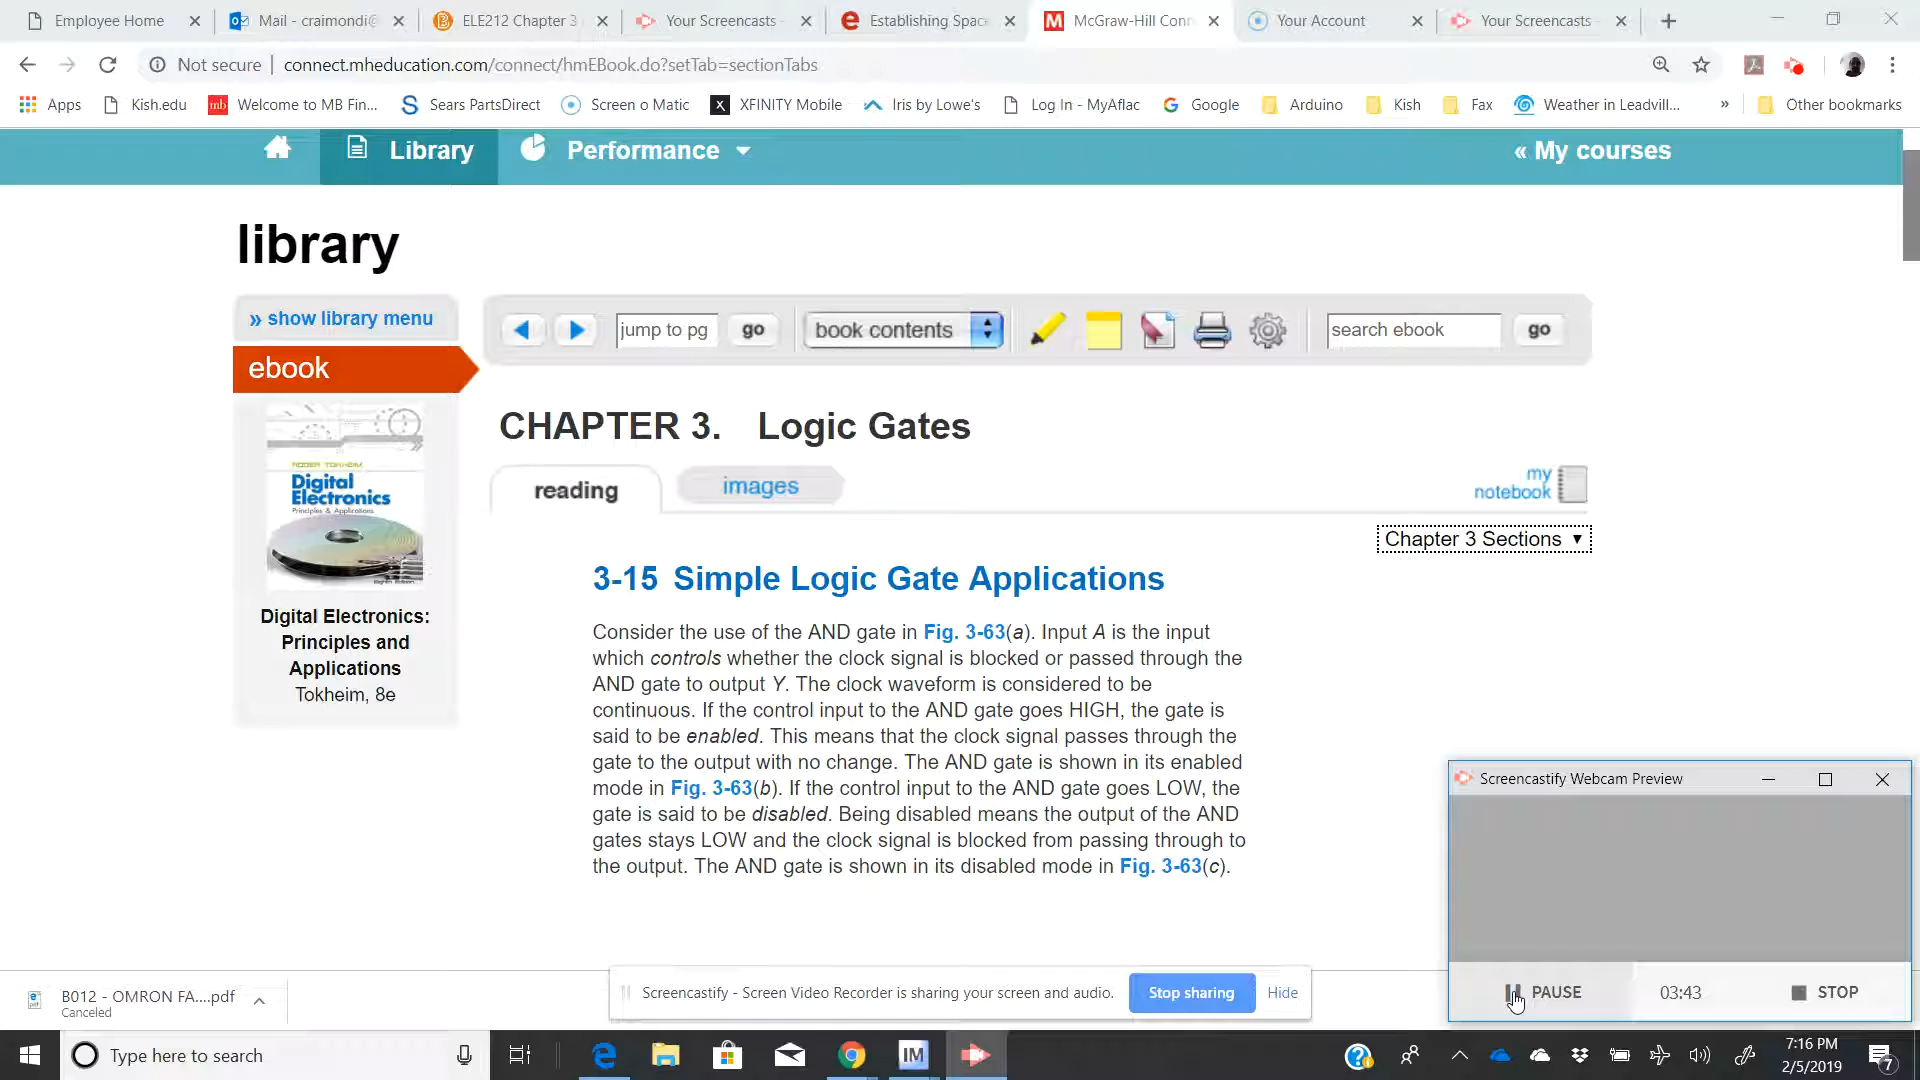 Employee Home
Mail - craimondi@
ELE212 Chapter 3
Your Screencasts -
Establishing Space
McGraw-Hill Conn
Your Account
Your Screencasts
Not secure | connect.mheducation.com/connect/hmEBook.do?setTab=sectionTabs
Apps
Kish.edu
mb Welcome to MB Fin...
Sears PartsDirect
Screen o Matic
XFINITY Mobile
Iris by Lowe's
Log In - MyAflac
Google
Arduino
Kish
Fax
Weather in Leadvill...
»
Other bookmarks
Library
Performance
« My courses
library
» show library menu
jump to pg
go
book contents
search ebook
go
ebook
ROGER TOKHEIM
Digital
Electronics
Principles & Applications
Digital Electronics:
Principles and
Applications
Tokheim, 8e
CHAPTER 3. Logic Gates
reading
images
my
notebook
Chapter 3 Sections
3-15 Simple Logic Gate Applications
Consider the use of the AND gate in Fig. 3-63(a). Input A is the input
which controls whether the clock signal is blocked or passed through the
AND gate to output Y. The clock waveform is considered to be
continuous. If the control input to the AND gate goes HIGH, the gate is
said to be enabled. This means that the clock signal passes through the
gate to the output with no change. The AND gate is shown in its enabled
mode in Fig. 3-63(b). If the control input to the AND gate goes LOW, the
gate is said to be disabled. Being disabled means the output of the AND
gates stays LOW and the clock signal is blocked from passing through to
the output. The AND gate is shown in its disabled mode in Fig. 3-63(c).
Screencastify Webcam Preview
PAUSE
03:43
STOP
B012 - OMRON FA....pdf
Canceled
Screencastify - Screen Video Recorder is sharing your screen and audio.
Stop sharing
Hide
Type here to search
IM
7:16 PM
2/5/2019
7